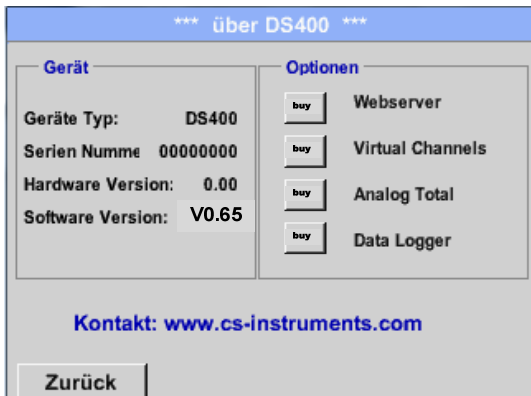 *** über DS400 ***
Gerät
Geräte Typ: DS400
Serien Numme 00000000
Hardware Version: 0.00
Software Version: V0.65
Optionen
buy Webserver
buy Virtual Channels
buy Analog Total
buy Data Logger
Kontakt: www.cs-instruments.com
Zurück